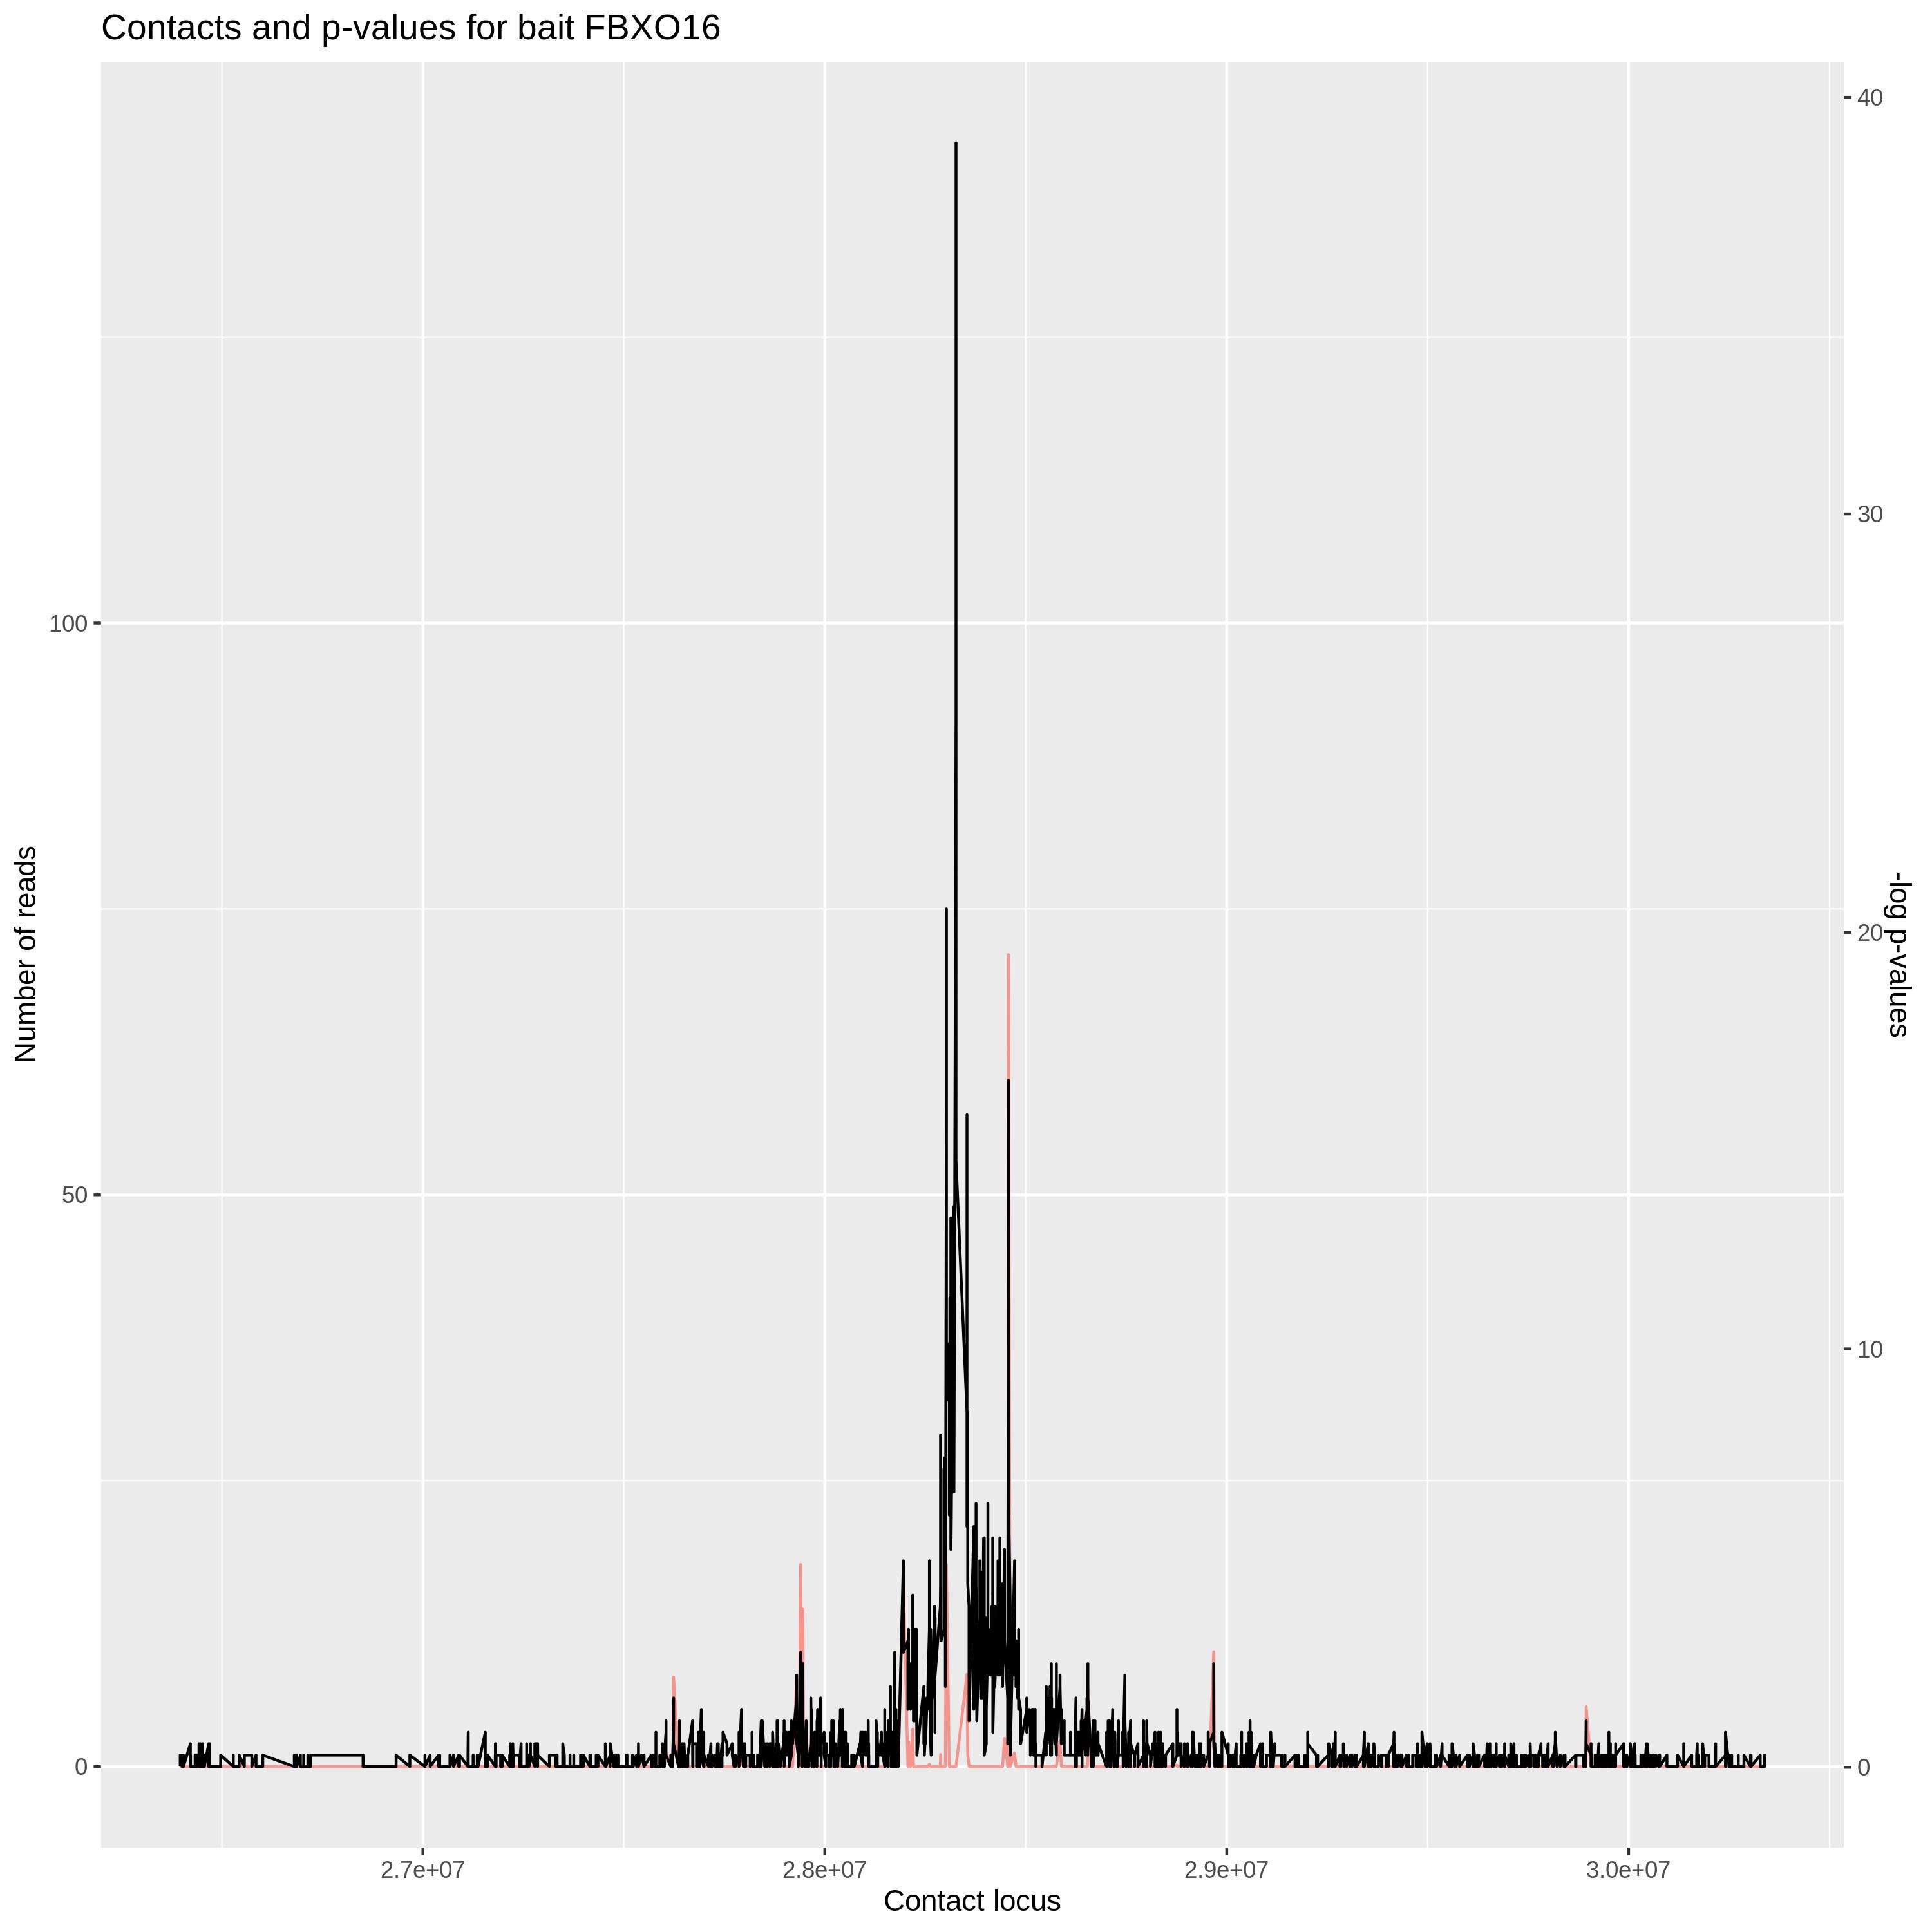 Contacts and p-values for bait FBXO16
40
30
100
20
50
10
0
0
Number of reads
-log p-values
2.7e+07
2.8e+07
2.9e+07
3.0e+07
Contact locus